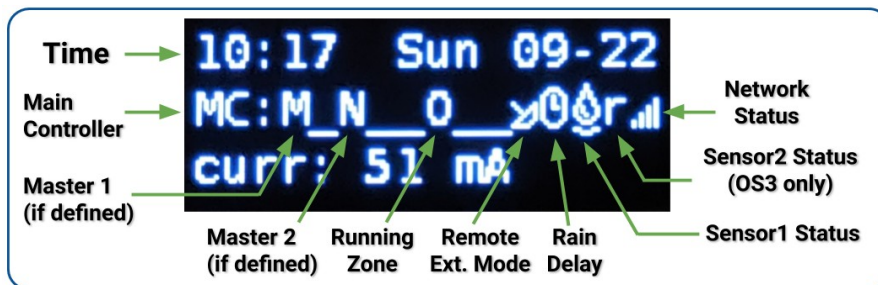 Time
10:17 Sun 09-22
Main
Controller
MC:M_N___O___r
Network
Status
curr: 51 mA
Sensor2 Status
(OS3 only)
Master 1
(if defined)
Master 2
(if defined)
Running
Zone
Remote
Ext. Mode
Rain
Delay
Sensor1 Status